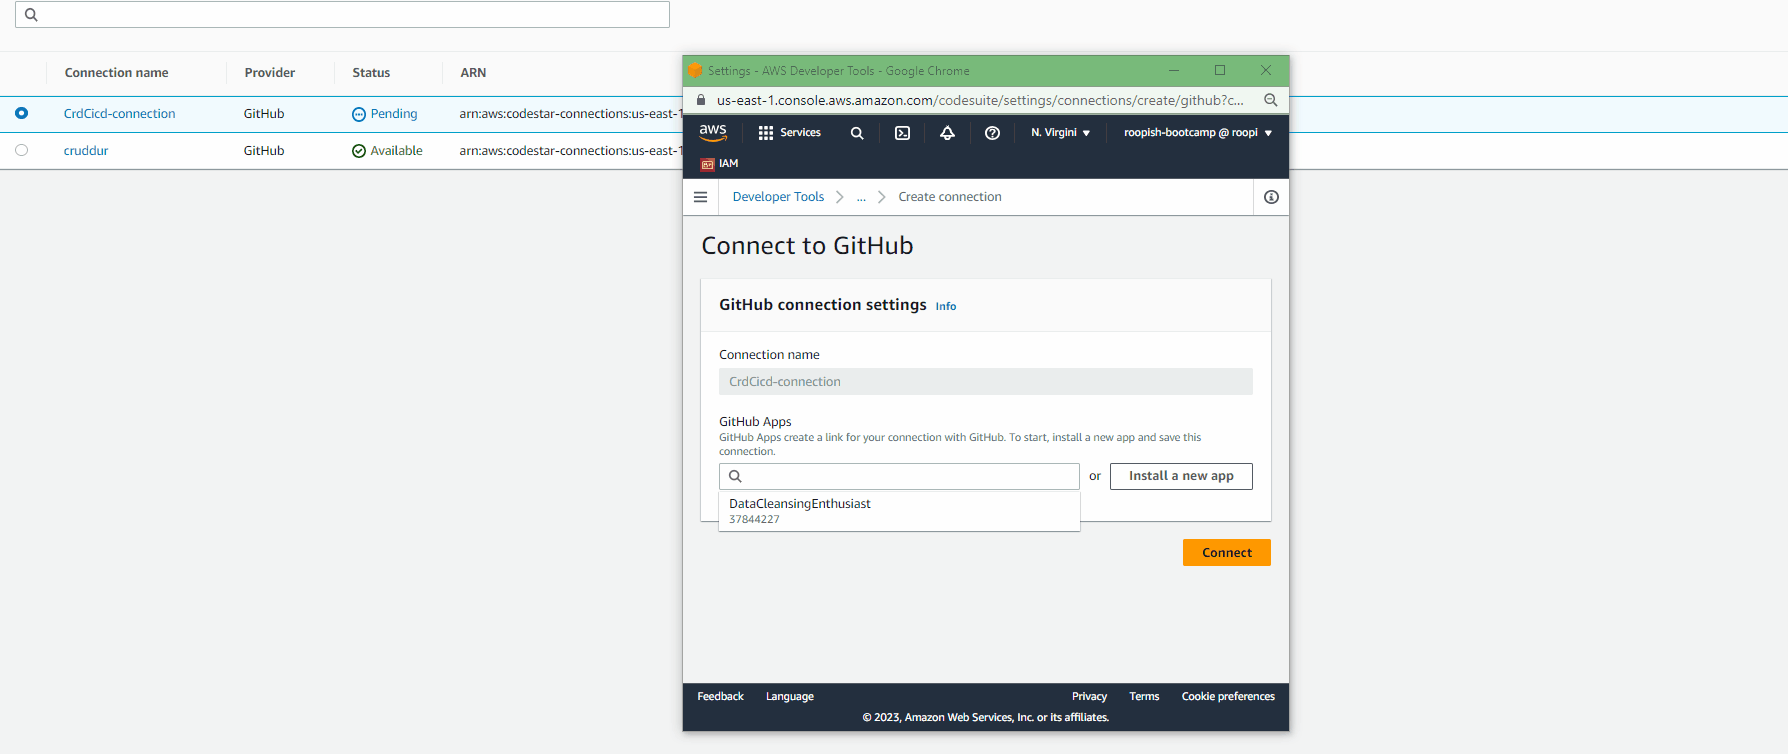 Connection name Provider Status ARN
CrdCicd-connection GitHub Pending arn:aws:codestar-connections:us-east-1
cruddur GitHub Available arn:aws:codestar-connections:us-east-1
Settings - AWS Developer Tools - Google Chrome
us-east-1.console.aws.amazon.com/codesuite/settings/connections/create/github?c...
aws Services N. Virgini roopish-bootcamp @ roopi
IAM
Developer Tools ... Create connection
Connect to GitHub
GitHub connection settings Info
Connection name
CrdCicd-connection
GitHub Apps
GitHub Apps create a link for your connection with GitHub. To start, install a new app and save this
connection.
or Install a new app
DataCleansingEnthusiast
37844227
Connect
Feedback Language Privacy Terms Cookie preferences
© 2023, Amazon Web Services, Inc. or its affiliates.